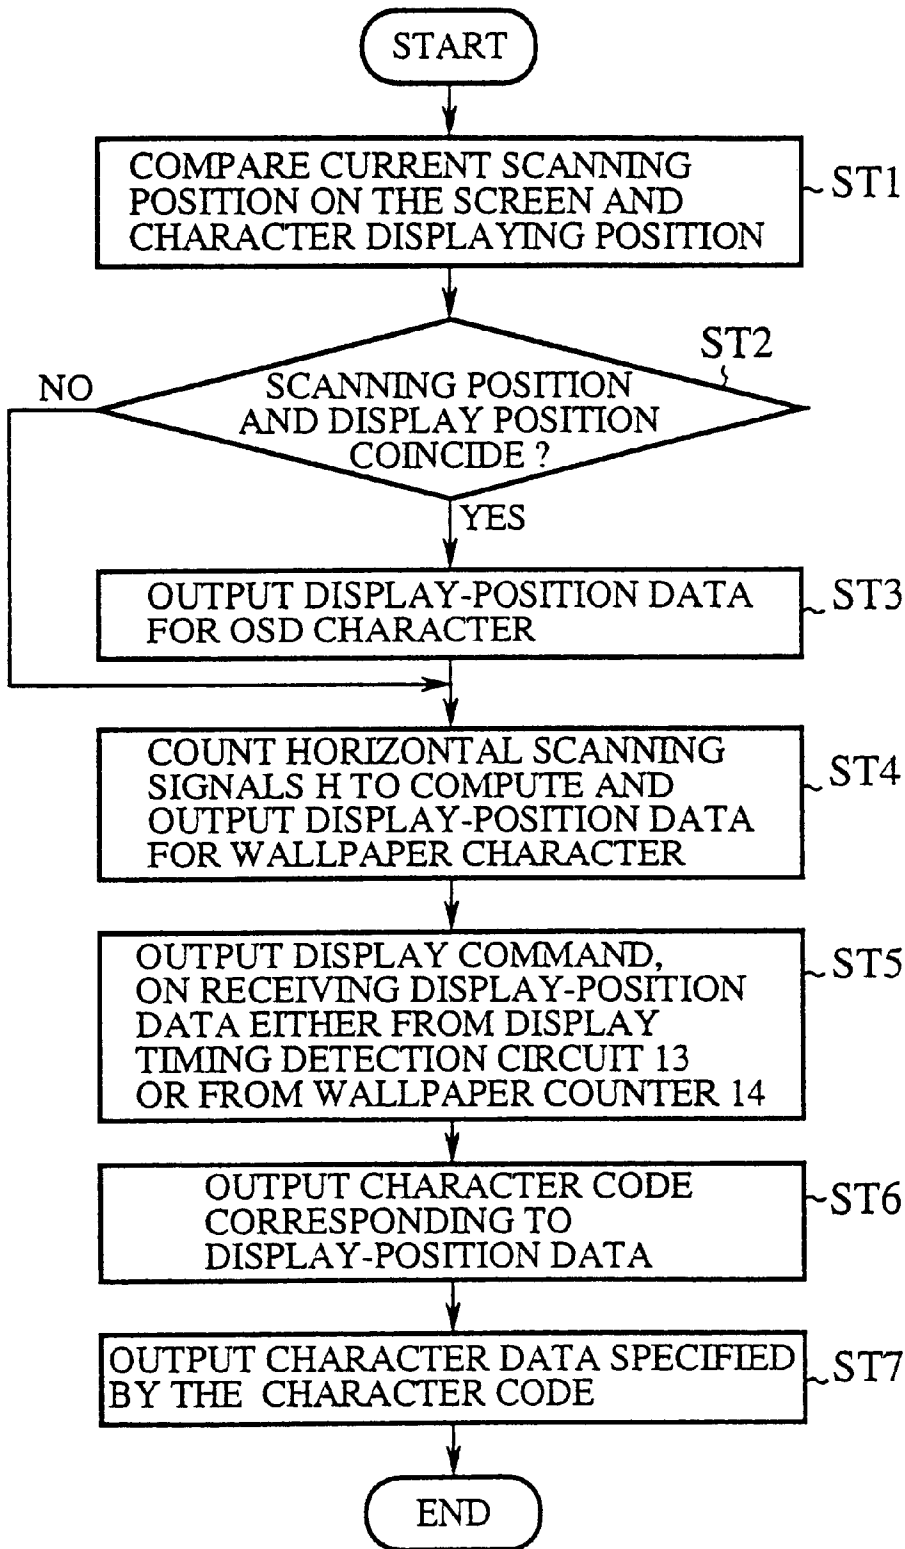 START
COMPARE CURRENT SCANNING
POSITION ON THE SCREEN AND
CHARACTER DISPLAYING POSITION
ST1
ST2
NO
SCANNING POSITION
AND DISPLAY POSITION
COINCIDE ?
YES
OUTPUT DISPLAY-POSITION DATA
FOR OSD CHARACTER
ST3
COUNT HORIZONTAL SCANNING
SIGNALS H TO COMPUTE AND
OUTPUT DISPLAY-POSITION DATA
FOR WALLPAPER CHARACTER
ST4
OUTPUT DISPLAY COMMAND,
ON RECEIVING DISPLAY-POSITION
DATA EITHER FROM DISPLAY
TIMING DETECTION CIRCUIT 13
OR FROM WALLPAPER COUNTER 14
ST5
OUTPUT CHARACTER CODE
CORRESPONDING TO
DISPLAY-POSITION DATA
ST6
OUTPUT CHARACTER DATA SPECIFIED
BY THE CHARACTER CODE
ST7
END